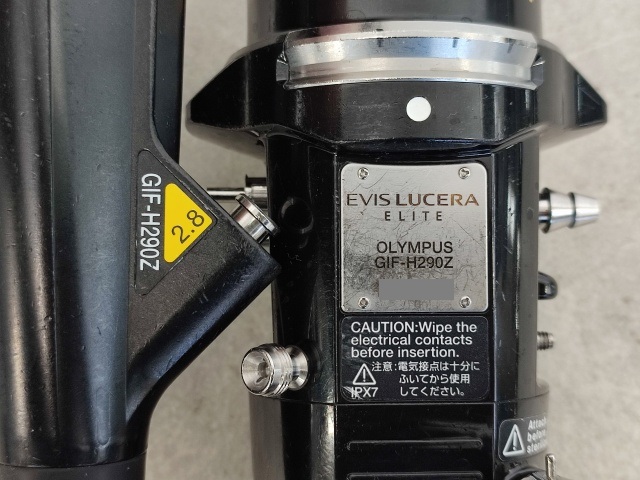 GIF-H290Z
2.8
EVIS LUCERA
ELITE
OLYMPUS
GIF-H290Z
CAUTION:Wipe the
electrical contacts
before insertion.
注意:電気接点は十分に
ふいてから使用
してください。
IPX7
Attach
before